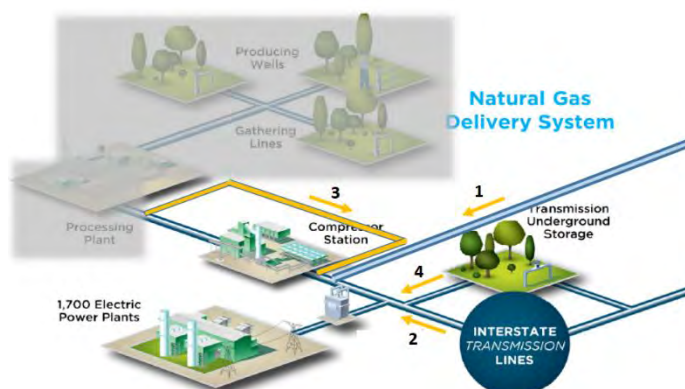 Producing
Wells
Natural Gas
Delivery System
Gathering
Lines
3
1
Processing
Plant
Compressor
Station
Transmission
Underground
Storage
4
1,700 Electric
Power Plants
2
INTERSTATE
TRANSMISSION
LINES